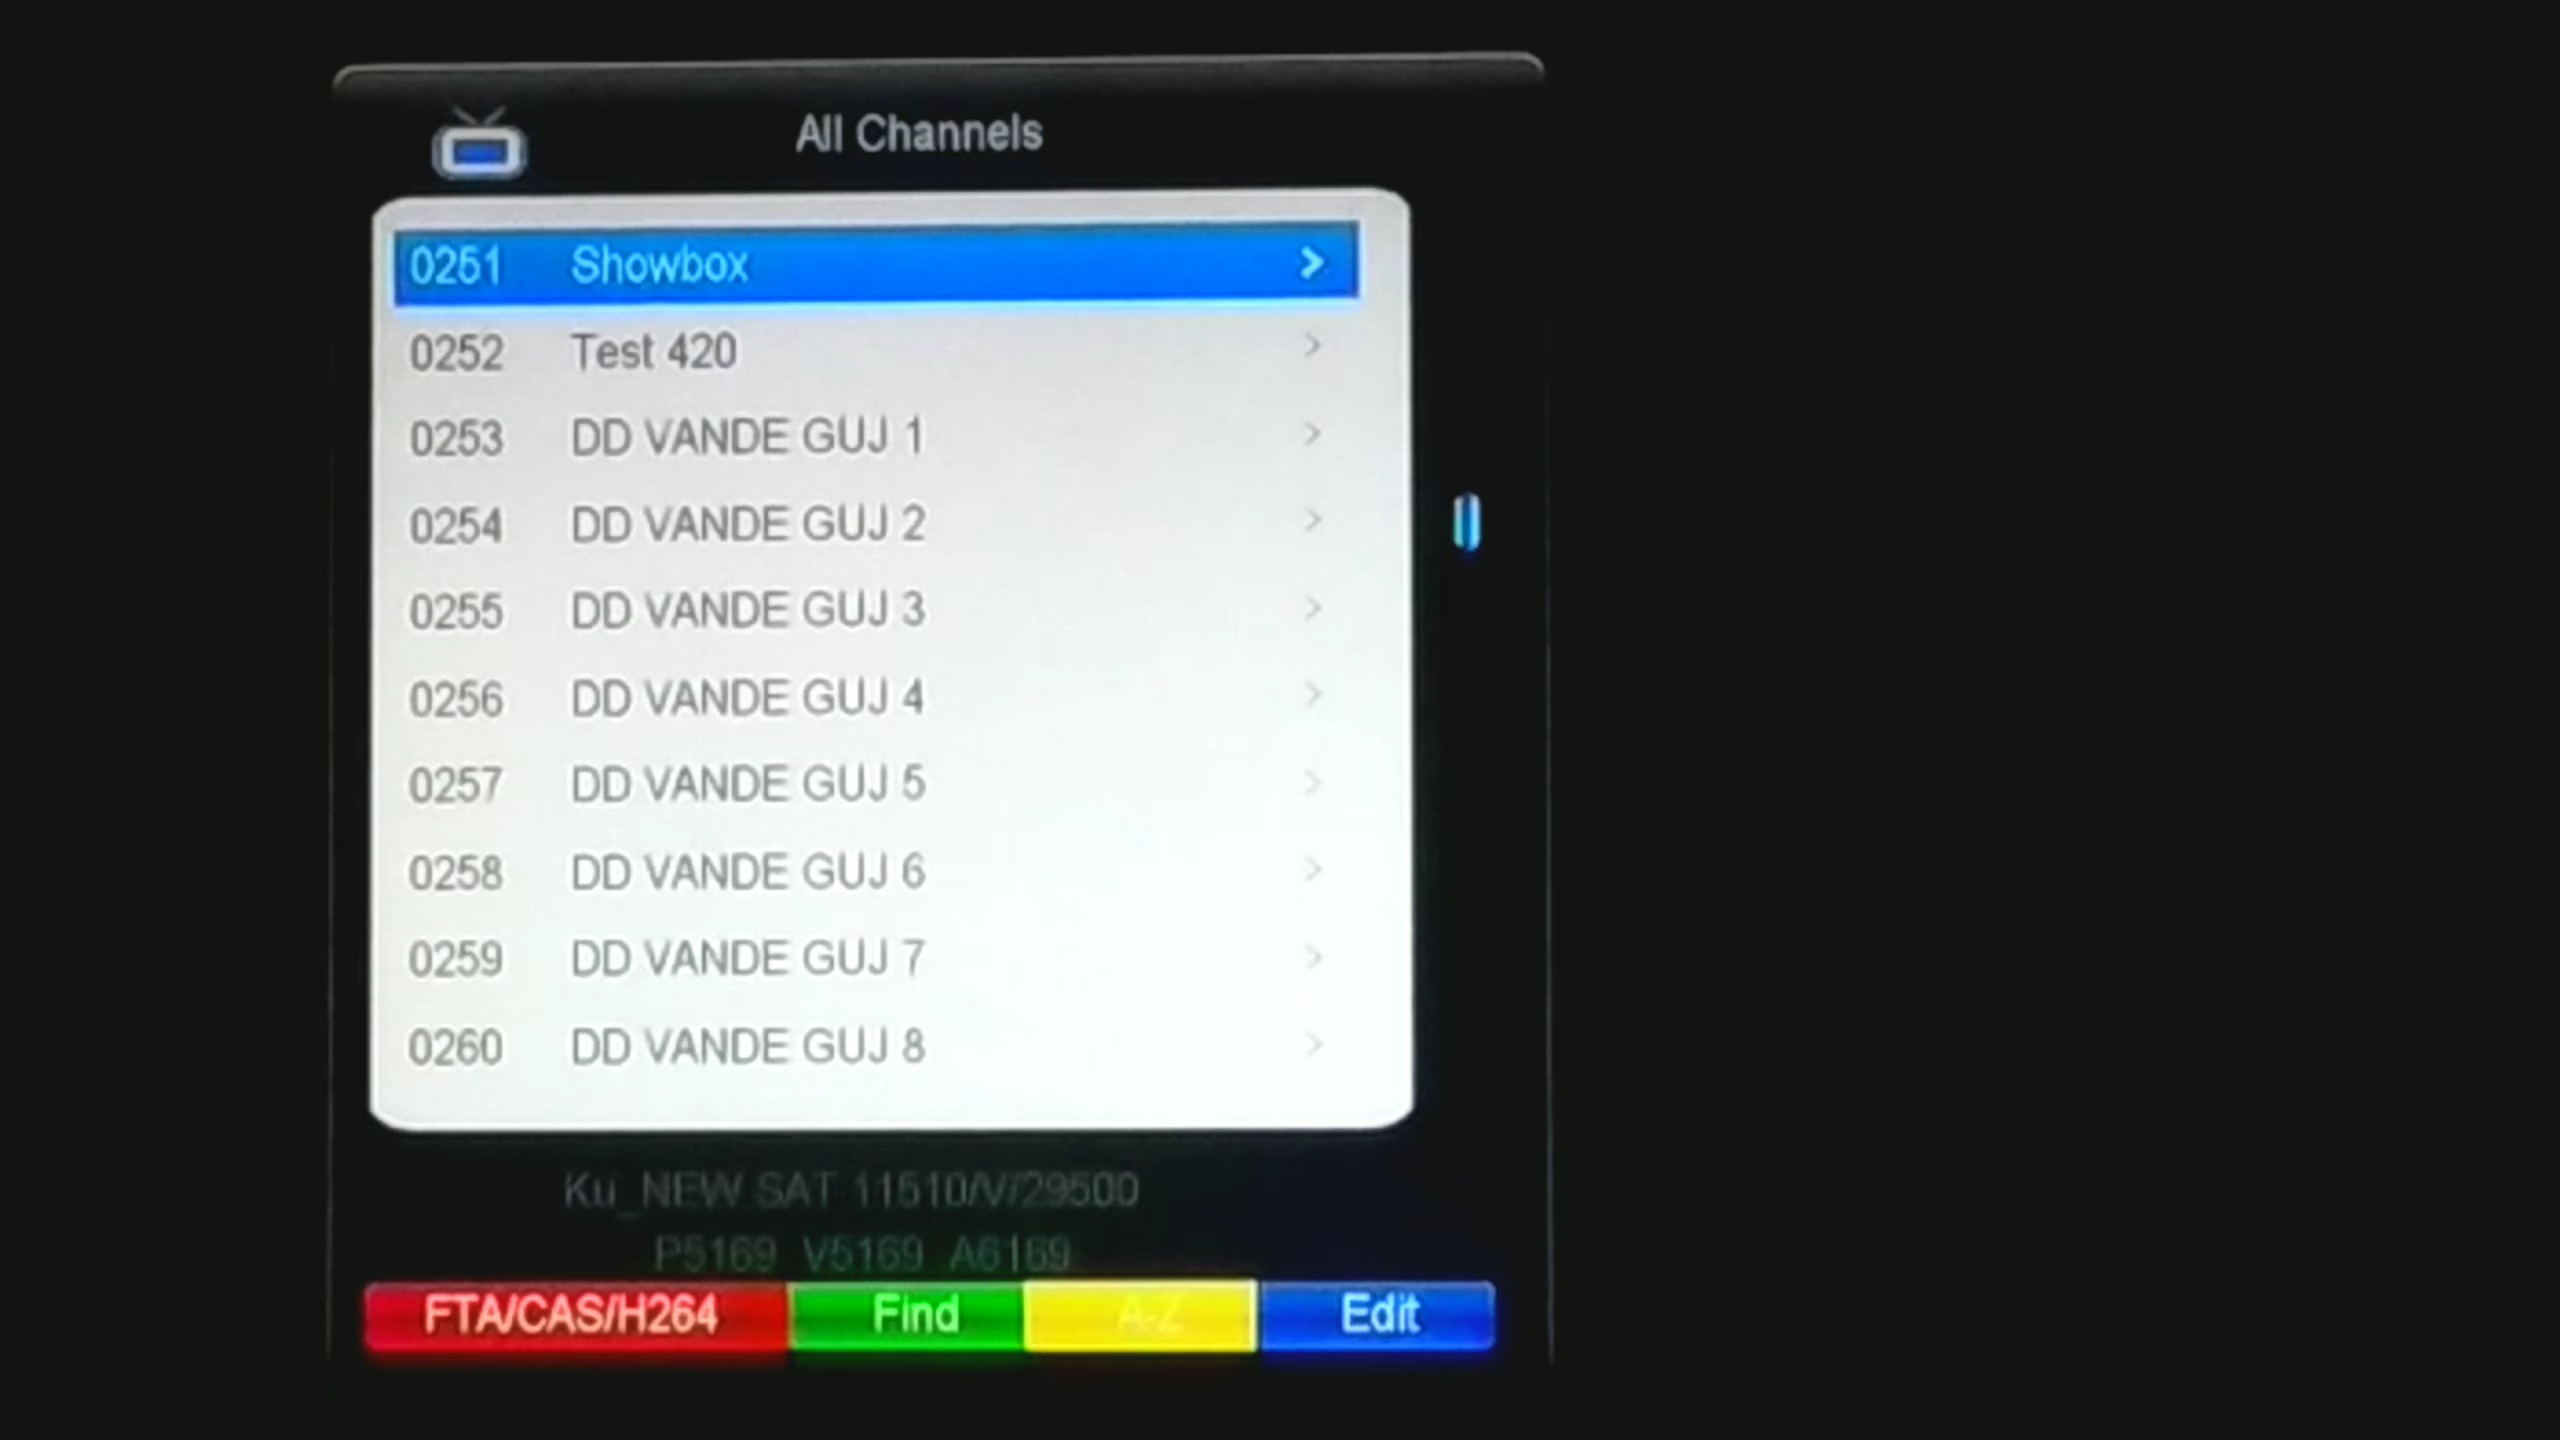 All Channels
0251 Showbox >
0252 Test 420 >
0253 DD VANDE GUJ 1 >
0254 DD VANDE GUJ 2 >
0255 DD VANDE GUJ 3 >
0256 DD VANDE GUJ 4 >
0257 DD VANDE GUJ 5 >
0258 DD VANDE GUJ 6 >
0259 DD VANDE GUJ 7 >
0260 DD VANDE GUJ 8 >
Ku_NEW SAT 11510/V/29500
P5169 V5169 A6169
FTA/CAS/H264 Find A-Z Edit